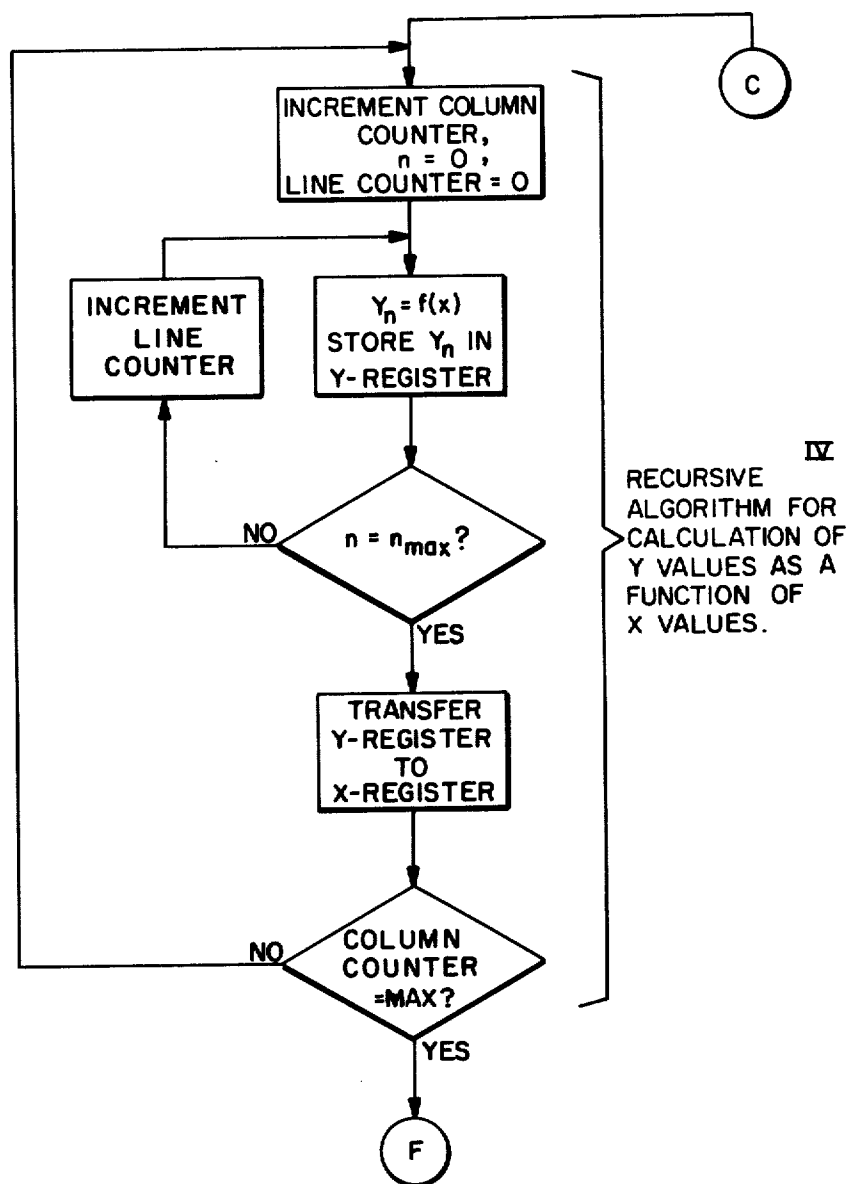 C
INCREMENT COLUMN
COUNTER,
n = 0,
LINE COUNTER = 0
INCREMENT
LINE
COUNTER
Yn = f(x)
STORE Yn IN
Y-REGISTER
n = nmax?
NO
YES
IV
RECURSIVE
ALGORITHM FOR
CALCULATION OF
Y VALUES AS A
FUNCTION OF
X VALUES.
TRANSFER
Y-REGISTER
TO
X-REGISTER
NO
COLUMN
COUNTER
=MAX?
YES
F